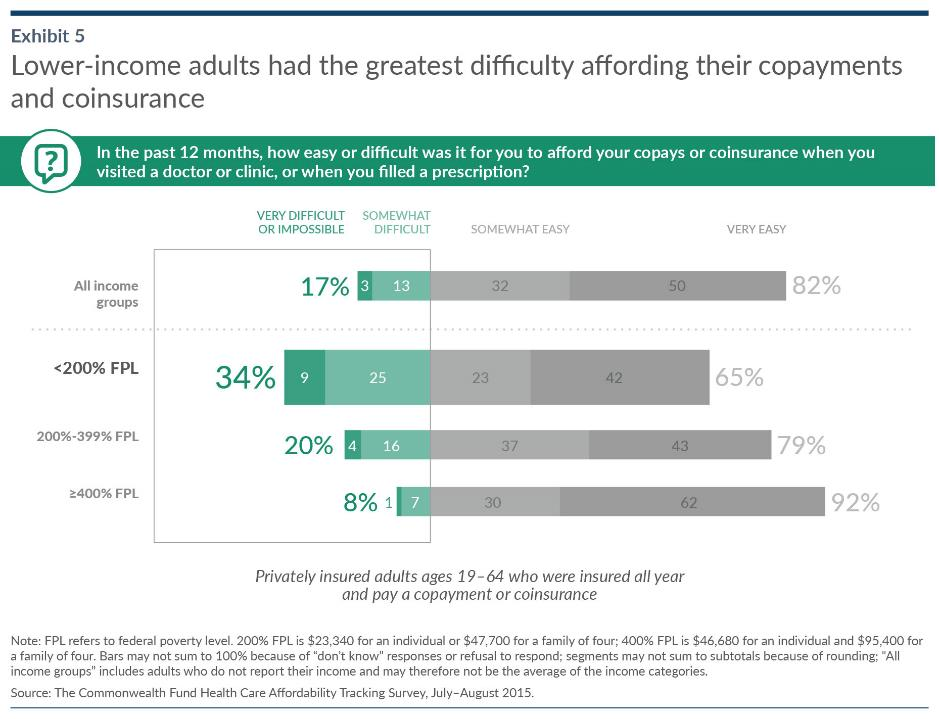 Exhibit 5
Lower-income adults had the greatest difficulty affording their copayments
and coinsurance
?
In the past 12 months, how easy or difficult was it for you to afford your copays or coinsurance when you
visited a doctor or clinic, or when you filled a prescription?
VERY DIFFICULT
OR IMPOSSIBLE
SOMEWHAT
DIFFICULT
SOMEWHAT EASY
VERY EASY
All income
groups
17% 3 13 32 50 82%
<200% FPL
34% 9 25 23 42 65%
200%-399% FPL
20% 4 16 37 43 79%
≥400% FPL
8% 1 7 30 62 92%
Privately insured adults ages 19–64 who were insured all year
and pay a copayment or coinsurance
Note: FPL refers to federal poverty level. 200% FPL is $23,340 for an individual or $47,700 for a family of four; 400% FPL is $46,680 for an individual and $95,400 for
a family of four. Bars may not sum to 100% because of “don’t know” responses or refusal to respond; segments may not sum to subtotals because of rounding; “All
income groups” includes adults who do not report their income and may therefore not be the average of the income categories.
Source: The Commonwealth Fund Health Care Affordability Tracking Survey, July–August 2015.